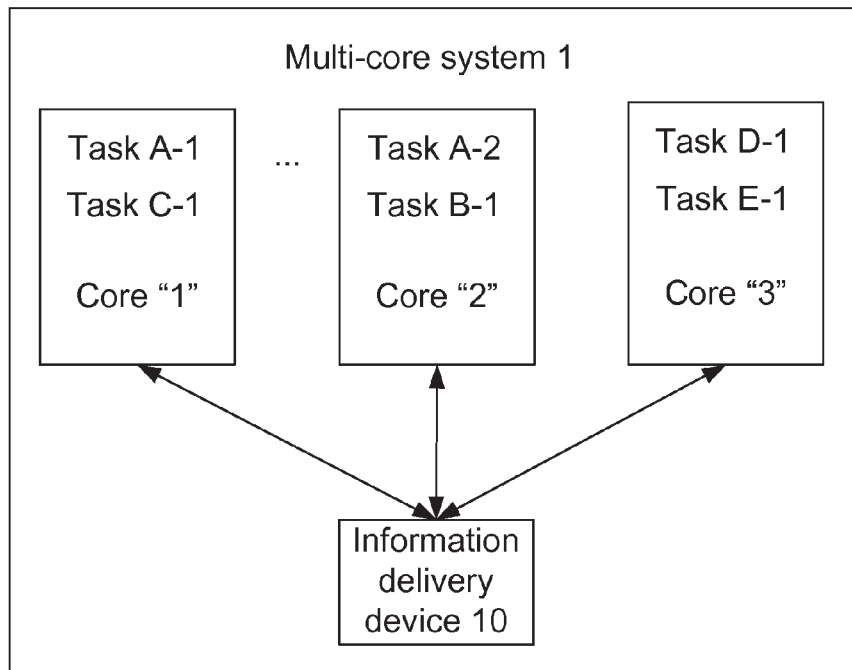 Multi-core system 1
Task A-1
Task C-1
Core “1”
...
Task A-2
Task B-1
Core “2”
Task D-1
Task E-1
Core “3”
Information
delivery
device 10